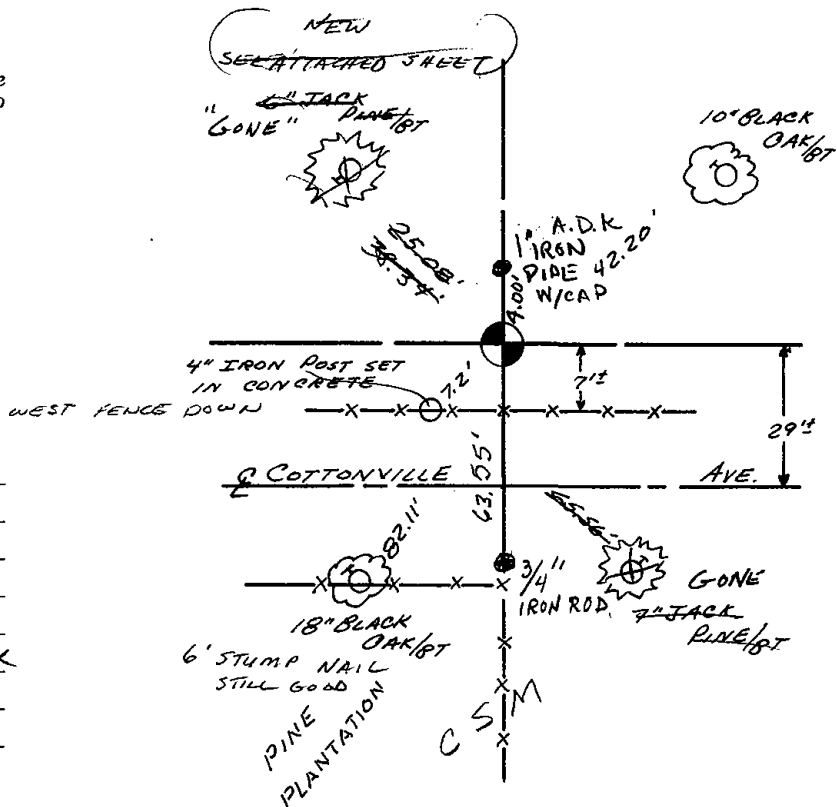 NEW
SEE ATTACHED SHEET
6" JACK
PINE/BT
"GONE"
10" BLACK
OAK/BT
25.08'
A.D.K
1" IRON
PIPE
W/CAP
42.20'
4.00'
4" IRON POST SET
IN CONCRETE
7.2'
7'±
WEST FENCE DOWN
29'±
63.55'
℄ COTTONVILLE AVE.
82.11'
3/4"
IRON ROD
GONE
7" JACK
PINE/BT
18" BLACK
OAK/BT
6' STUMP NAIL
STILL GOOD
PINE
PLANTATION
C S M